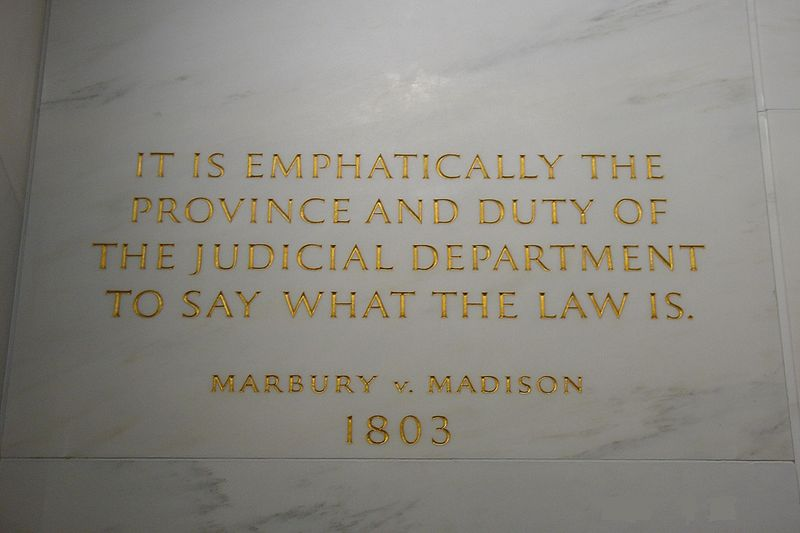 IT IS EMPHATICALLY THE
PROVINCE AND DUTY OF
THE JUDICIAL DEPARTMENT
TO SAY WHAT THE LAW IS.
MARBURY v. MADISON
1803